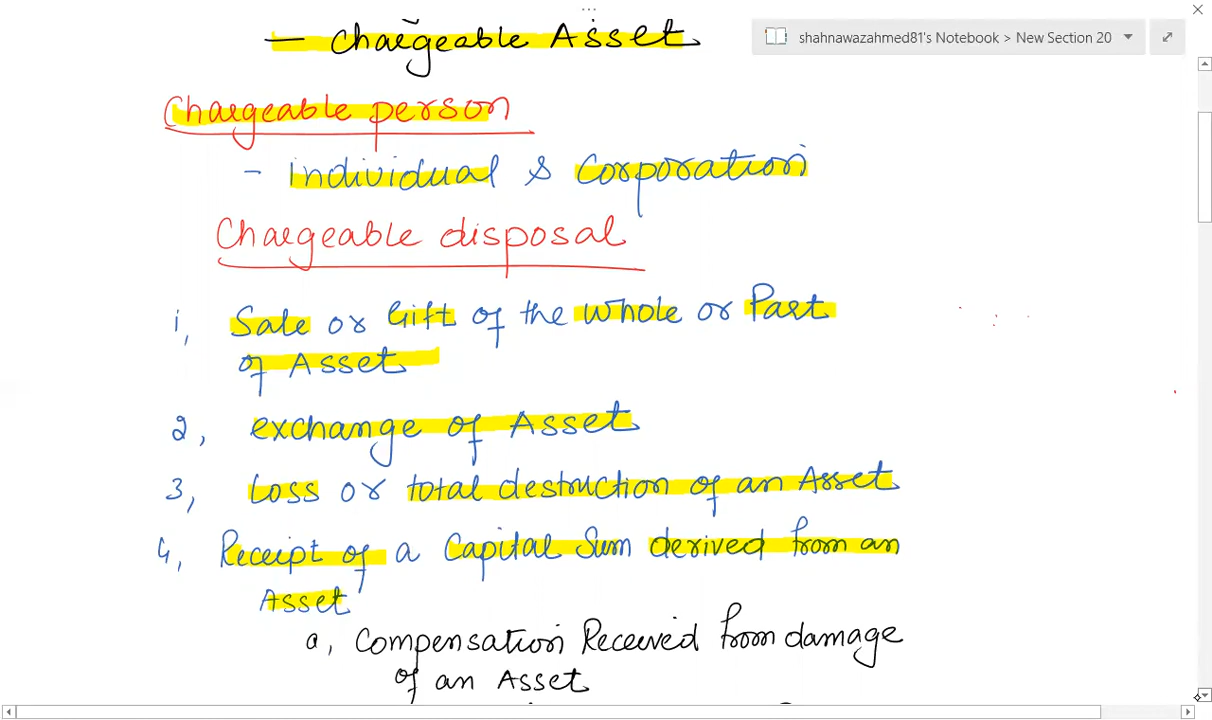 — Chargeable Asset
shahnawazahmed81's Notebook > New Section 20
Chargeable person
- Individual & Corporation
Chargeable disposal
1, Sale or Gift of the whole or Part
of Asset
2, exchange of Asset
3, Loss or total destruction of an Asset
4, Receipt of a Capital Sum derived from an
Asset
a, Compensation Received from damage
of an Asset